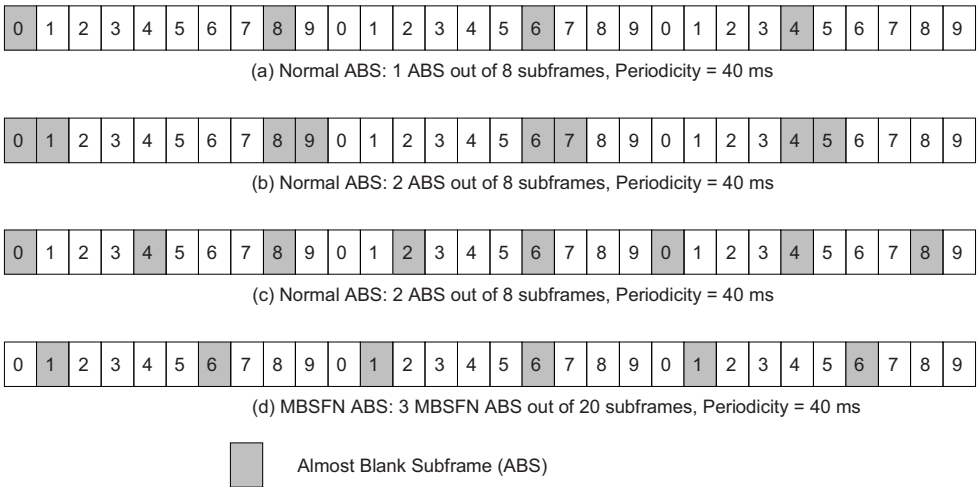 0 1 2 3 4 5 6 7 8 9 0 1 2 3 4 5 6 7 8 9 0 1 2 3 4 5 6 7 8 9
(a) Normal ABS: 1 ABS out of 8 subframes, Periodicity = 40 ms
0 1 2 3 4 5 6 7 8 9 0 1 2 3 4 5 6 7 8 9 0 1 2 3 4 5 6 7 8 9
(b) Normal ABS: 2 ABS out of 8 subframes, Periodicity = 40 ms
0 1 2 3 4 5 6 7 8 9 0 1 2 3 4 5 6 7 8 9 0 1 2 3 4 5 6 7 8 9
(c) Normal ABS: 2 ABS out of 8 subframes, Periodicity = 40 ms
0 1 2 3 4 5 6 7 8 9 0 1 2 3 4 5 6 7 8 9 0 1 2 3 4 5 6 7 8 9
(d) MBSFN ABS: 3 MBSFN ABS out of 20 subframes, Periodicity = 40 ms
Almost Blank Subframe (ABS)